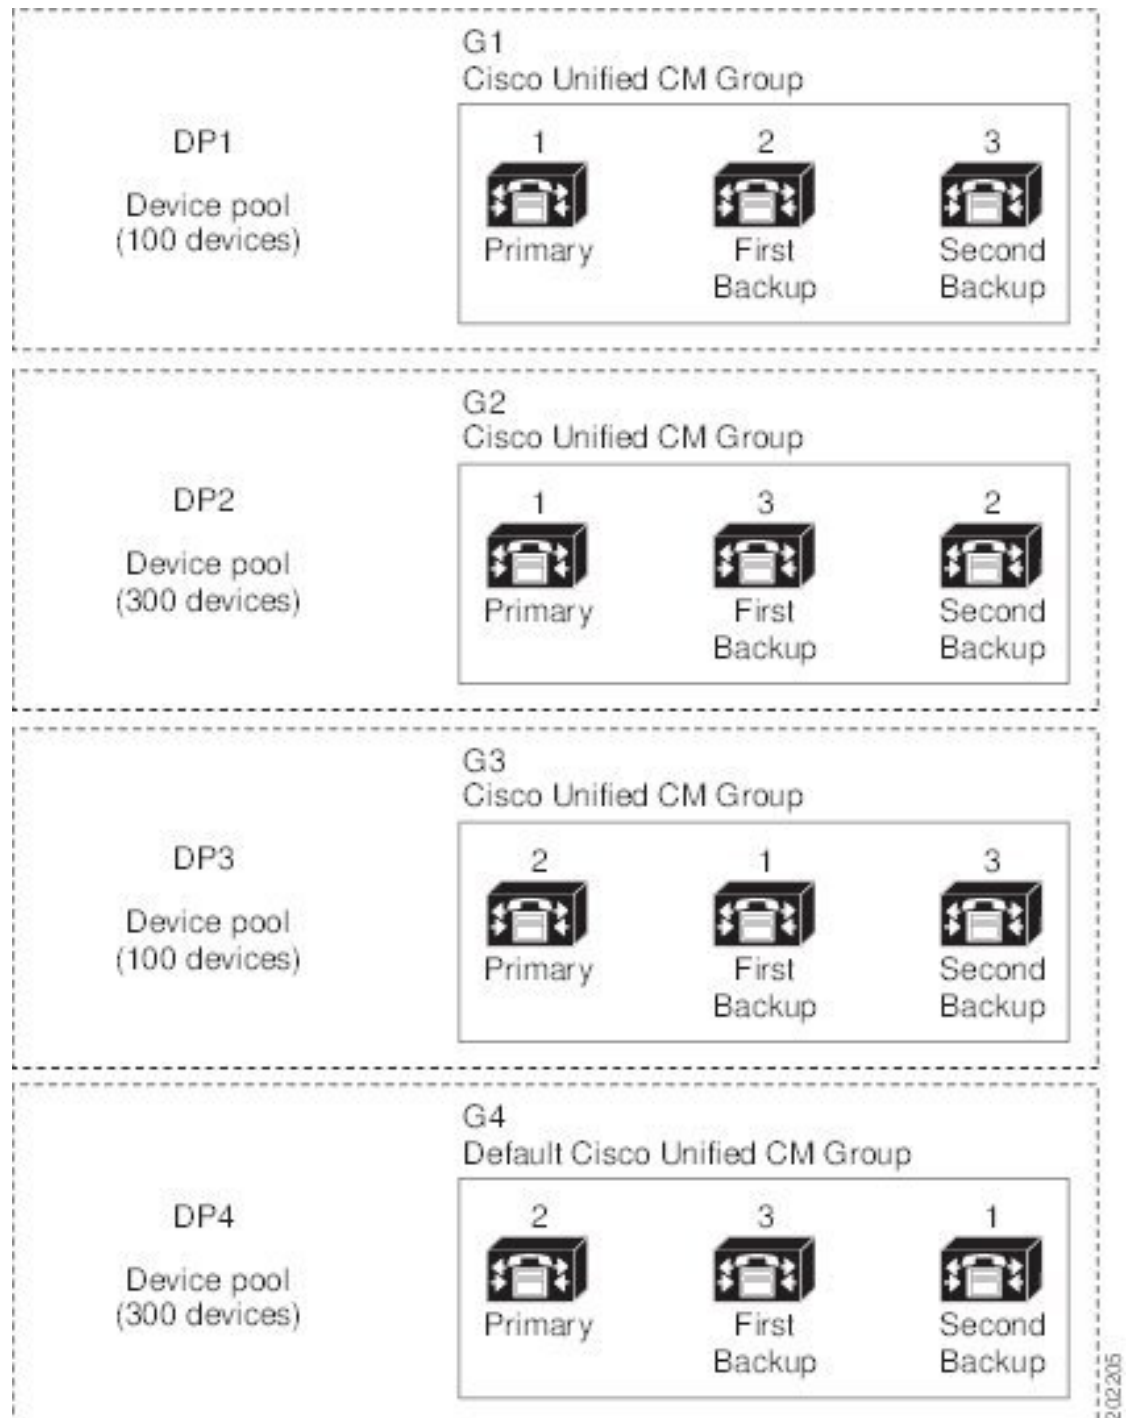 G1
Cisco Unified CM Group
DP1
Device pool
(100 devices)
1
2
3
Primary
First
Backup
Second
Backup
G2
Cisco Unified CM Group
DP2
Device pool
(300 devices)
1
3
2
Primary
First
Backup
Second
Backup
G3
Cisco Unified CM Group
DP3
Device pool
(100 devices)
2
1
3
Primary
First
Backup
Second
Backup
G4
Default Cisco Unified CM Group
DP4
Device pool
(300 devices)
2
3
1
Primary
First
Backup
Second
Backup
202205